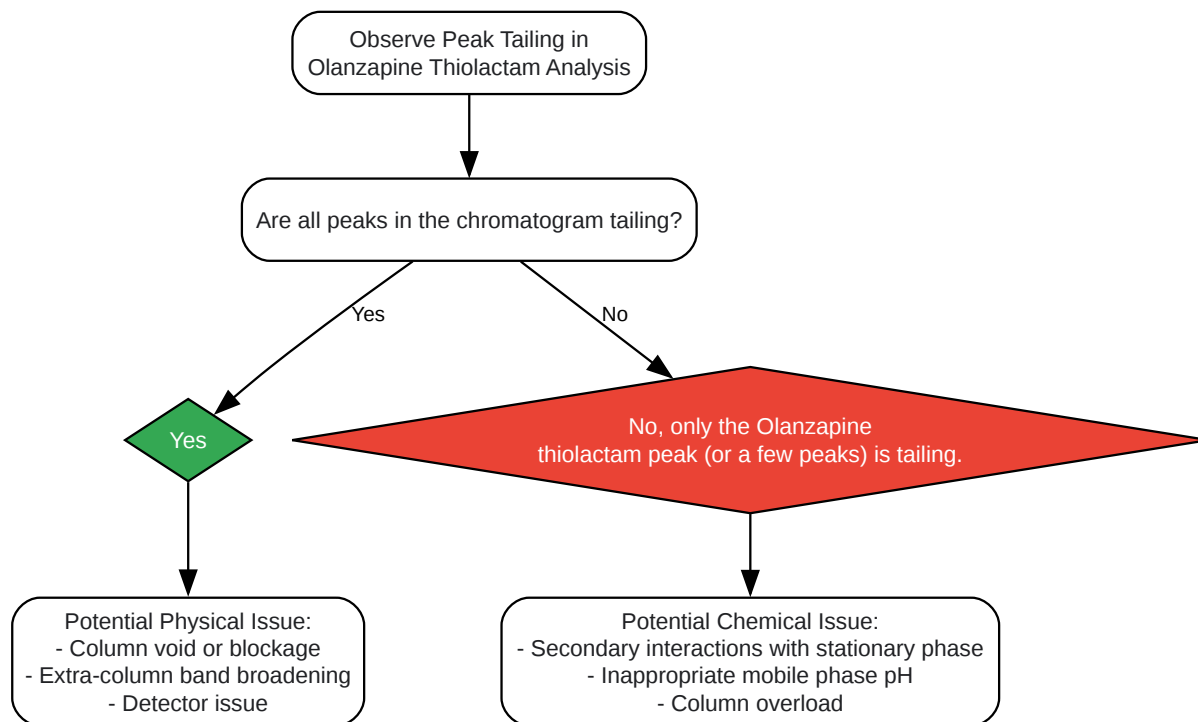 Observe Peak Tailing in
Olanzapine Thiolactam Analysis
Are all peaks in the chromatogram tailing?
Yes
No
Yes
No, only the Olanzapine
thiolactam peak (or a few peaks) is tailing.
Potential Physical Issue:
- Column void or blockage
- Extra-column band broadening
- Detector issue
Potential Chemical Issue:
- Secondary interactions with stationary phase
- Inappropriate mobile phase pH
- Column overload